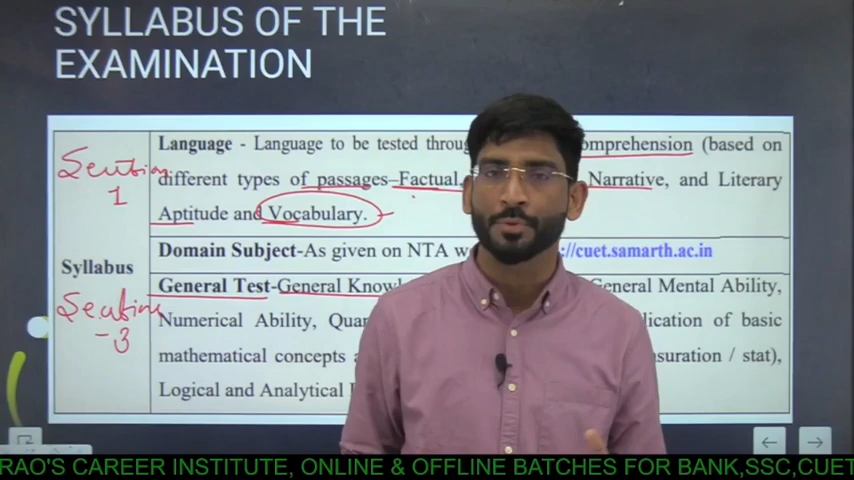 SYLLABUS OF THE
EXAMINATION
Language - Language to be tested throug omprehension (based on
different types of passages–Factual, Narrative, and Literary
Aptitude and Vocabulary.
Section
1
Domain Subject-As given on NTA w ://cuet.samarth.ac.in
Syllabus
General Test-General Know General Mental Ability,
Numerical Ability, Quan lication of basic
mathematical concepts a nsuration / stat),
Logical and Analytical
Section
-3
RAO'S CAREER INSTITUTE, ONLINE & OFFLINE BATCHES FOR BANK,SSC,CUET